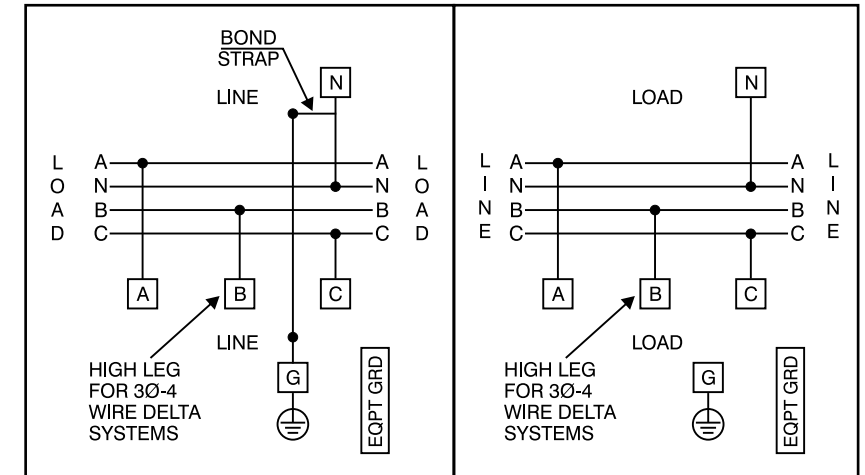 BOND
STRAP
N
LINE
L A A L
O N N O
A B B A
D C C D
A
B
C
LINE
HIGH LEG
FOR 3Ø-4
WIRE DELTA
SYSTEMS
G
EQPT GRD
N
LOAD
L A A L
I N N I
N B B N
E C C E
A
B
C
LOAD
HIGH LEG
FOR 3Ø-4
WIRE DELTA
SYSTEMS
G
EQPT GRD